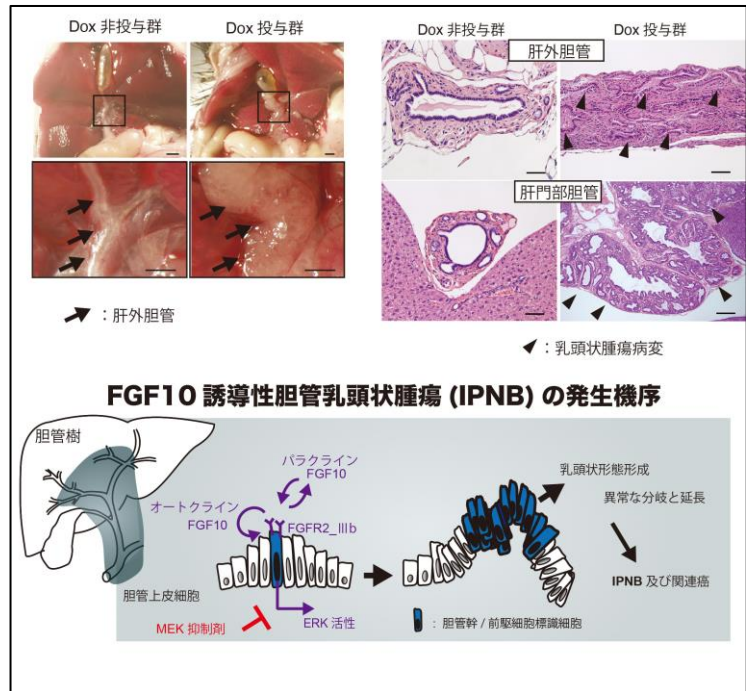 Dox 非投与群
Dox 投与群
Dox 非投与群
Dox 投与群
肝外胆管
肝門部胆管
：肝外胆管
：乳頭状腫瘍病変
FGF10 誘導性胆管乳頭状腫瘍 (IPNB) の発生機序
胆管樹
パラクライン
FGF10
オートクライン
FGF10
FGFR2_IIIb
胆管上皮細胞
MEK 抑制剤
ERK 活性
乳頭状形態形成
異常な分岐と延長
IPNB 及び関連癌
：胆管幹 / 前駆細胞標識細胞